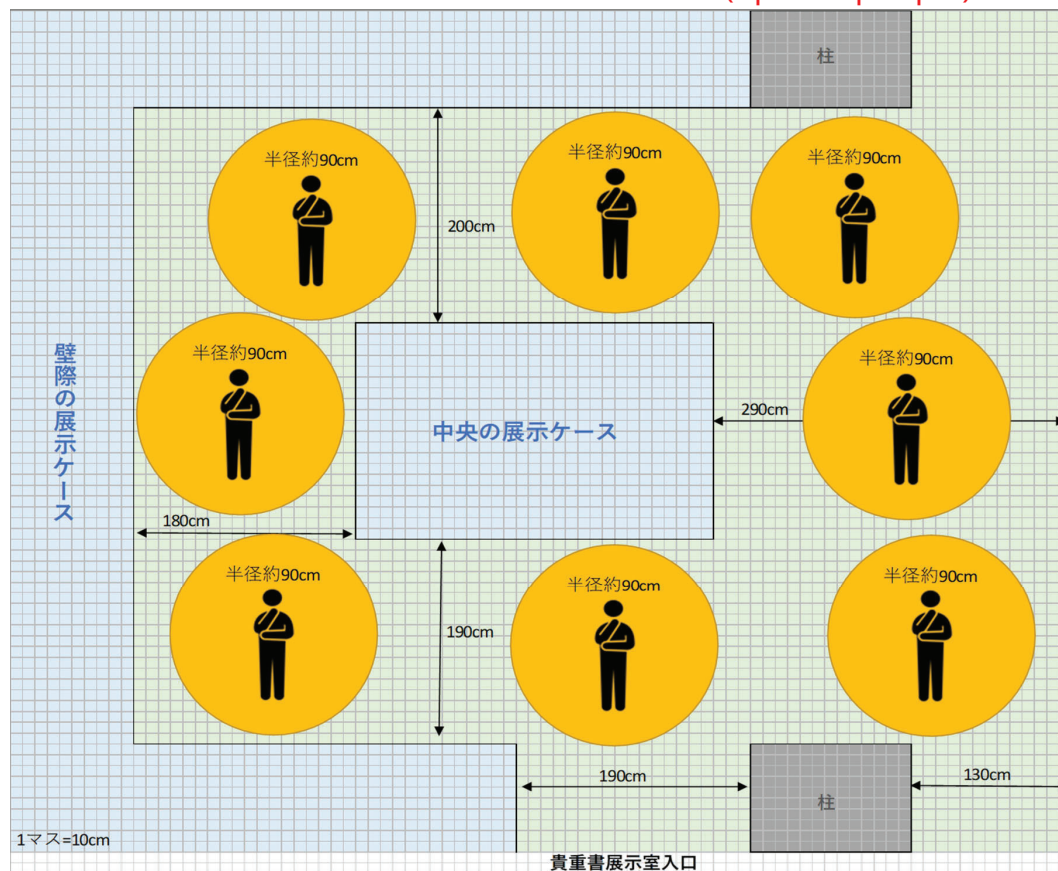 柱
半径約90cm
半径約90cm
半径約90cm
200cm
半径約90cm
半径約90cm
壁際の展示ケース
中央の展示ケース
290cm
180cm
半径約90cm
半径約90cm
半径約90cm
190cm
190cm
130cm
柱
1マス=10cm
貴重書展示室入口